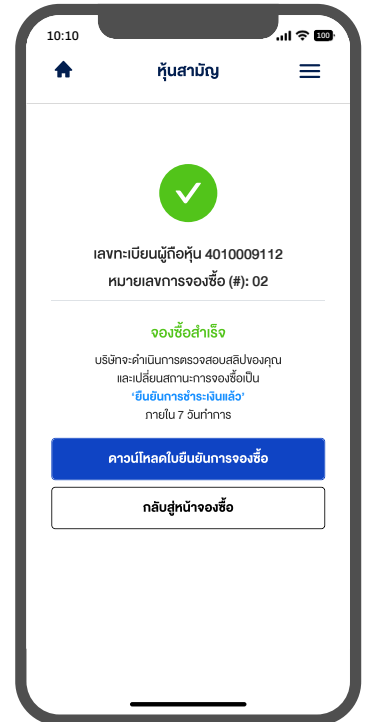 10:10
100
หุ้นสามัญ
เลขทะเบียนผู้ถือหุ้น 4010009112
หมายเลขการจองซื้อ (#): 02
จองซื้อสำเร็จ
บริษัทจะดำเนินการตรวจสอบสลิปของคุณ
และเปลี่ยนสถานะการจองซื้อเป็น
‘ยืนยันการชำระเงินแล้ว’
ภายใน 7 วันทำการ
ดาวน์โหลดใบยืนยันการจองซื้อ
กลับสู่หน้าจองซื้อ